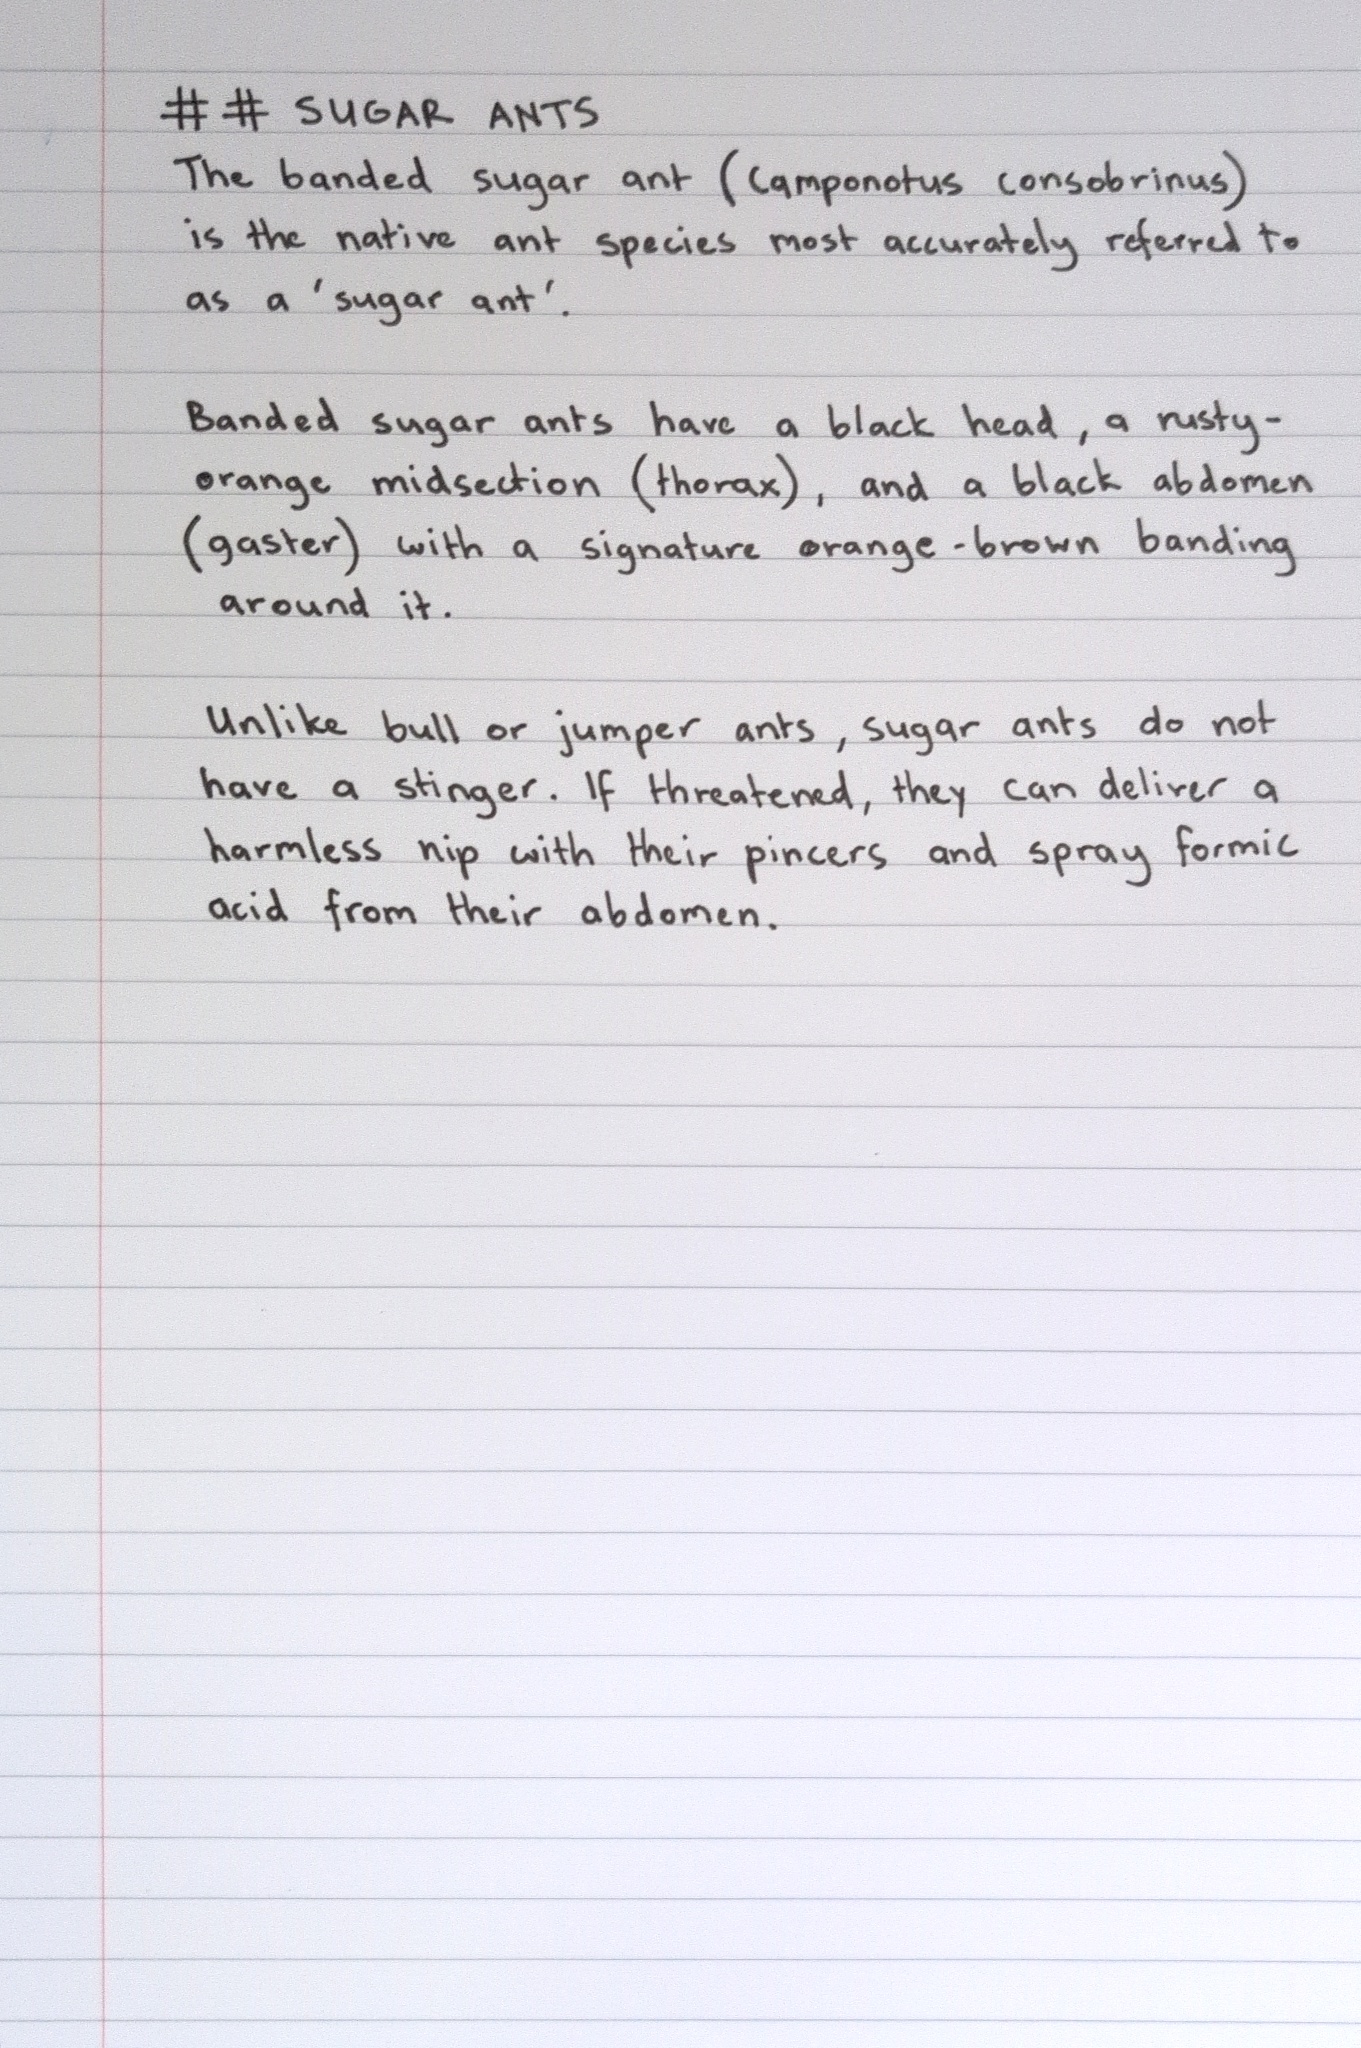 ## SUGAR ANTS
The banded sugar ant (Camponotus consobrinus)
is the native ant species most accurately referred to
as a 'sugar ant'.
Banded sugar ants have a black head, a rusty-
orange midsection (thorax), and a black abdomen
(gaster) with a signature orange-brown banding
around it.
Unlike bull or jumper ants, sugar ants do not
have a stinger. If threatened, they can deliver a
harmless nip with their pincers and spray formic
acid from their abdomen.